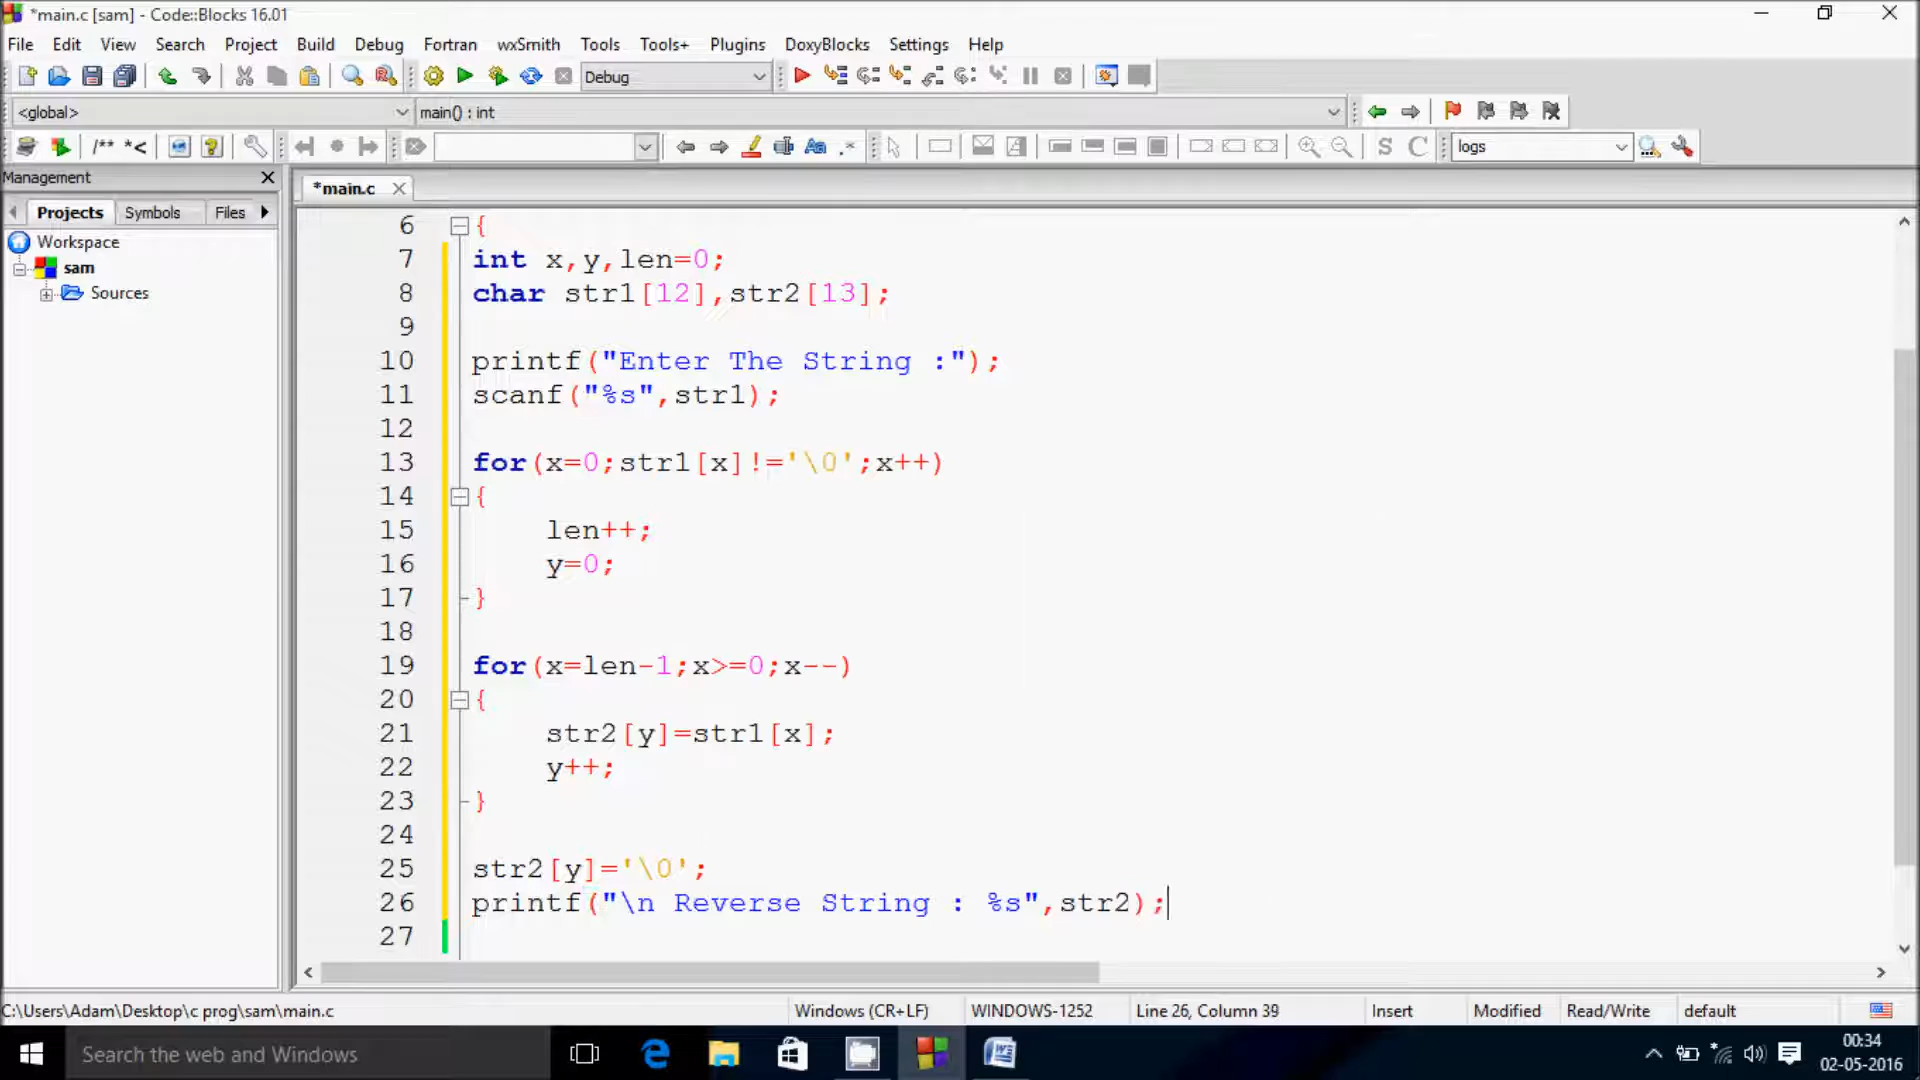 *main.c [sam] - Code::Blocks 16.01
File Edit View Search Project Build Debug Fortran wxSmith Tools Tools+ Plugins DoxyBlocks Settings Help
Debug
<global> main() : int
/** *< Aa .* S C logs
Management
*main.c
Projects Symbols Files
Workspace
sam
Sources
6 {
7 int x,y,len=0;
8 char str1[12],str2[13];
9
10 printf("Enter The String :");
11 scanf("%s",str1);
12
13 for(x=0;str1[x]!='\0';x++)
14 {
15 len++;
16 y=0;
17 }
18
19 for(x=len-1;x>=0;x--)
20 {
21 str2[y]=str1[x];
22 y++;
23 }
24
25 str2[y]='\0';
26 printf("\n Reverse String : %s",str2);
27
C:\Users\Adam\Desktop\c prog\sam\main.c Windows (CR+LF) WINDOWS-1252 Line 26, Column 39 Insert Modified Read/Write default
Search the web and Windows
00:34
02-05-2016